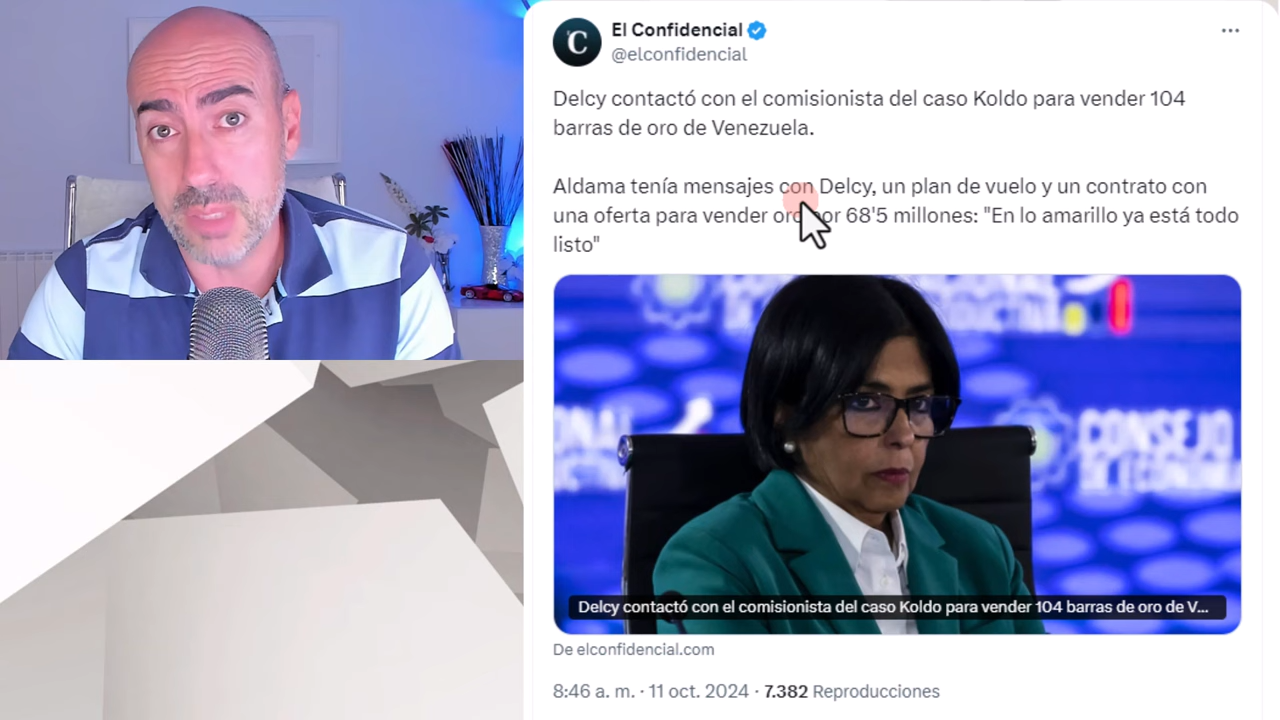 El Confidencial
@elconfidencial
Delcy contactó con el comisionista del caso Koldo para vender 104
barras de oro de Venezuela.
Aldama tenía mensajes con Delcy, un plan de vuelo y un contrato con
una oferta para vender oro por 68'5 millones: "En lo amarillo ya está todo
listo"
CONSEJO
DE ECONOMÍA
Delcy contactó con el comisionista del caso Koldo para vender 104 barras de oro de V...
De elconfidencial.com
8:46 a. m. · 11 oct. 2024 · 7.382 Reproducciones